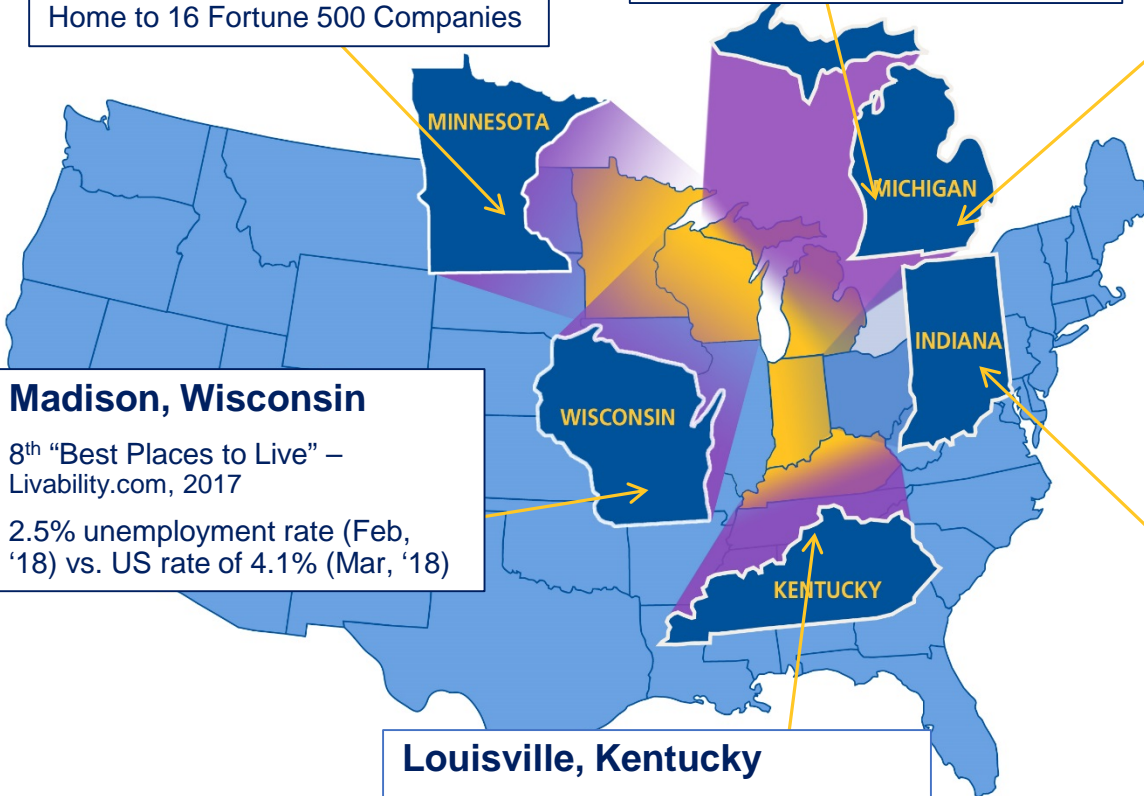 Home to 16 Fortune 500 Companies
MINNESOTA
MICHIGAN
INDIANA
Madison, Wisconsin
8th “Best Places to Live” –
Livability.com, 2017
2.5% unemployment rate (Feb,
‘18) vs. US rate of 4.1% (Mar, ‘18)
WISCONSIN
KENTUCKY
Louisville, Kentucky